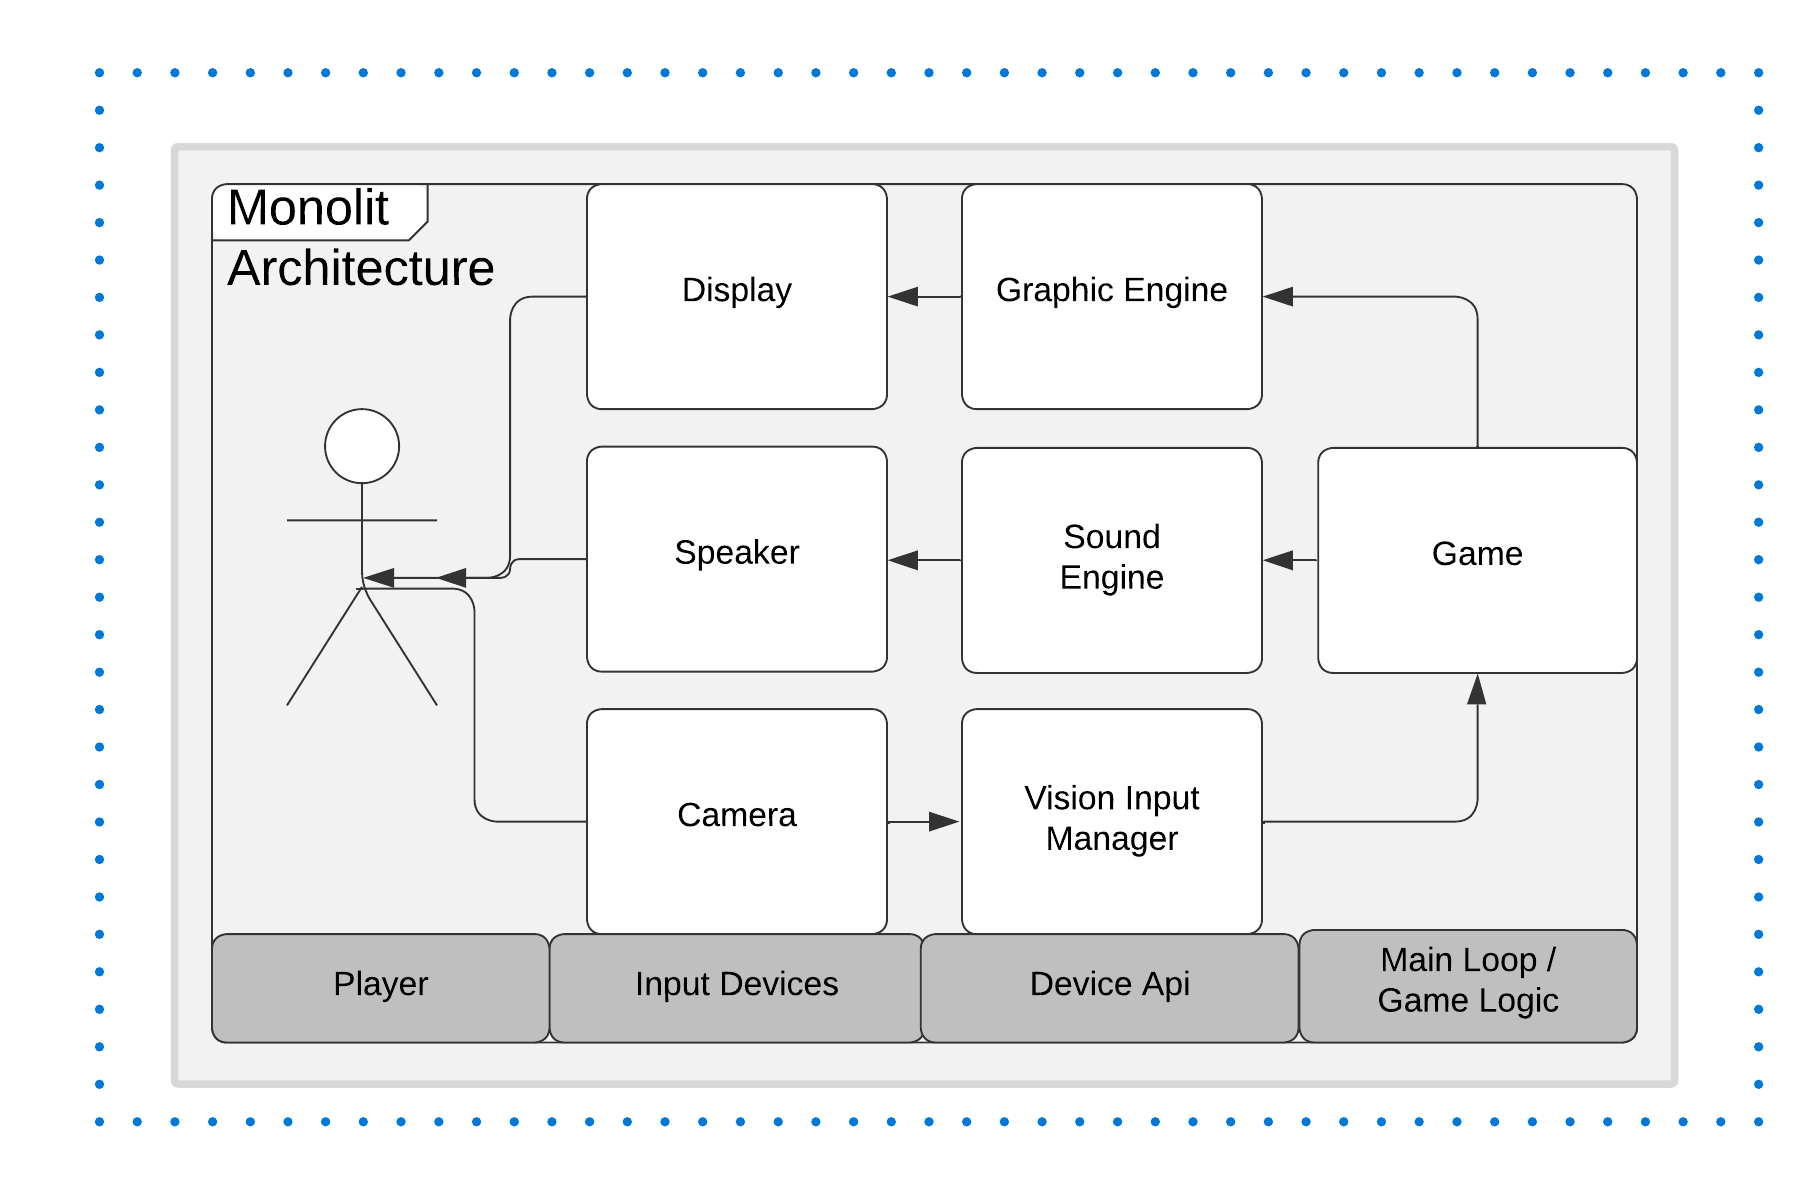 Monolit
Architecture
Display
Graphic Engine
Speaker
Sound
Engine
Game
Camera
Vision Input
Manager
Player
Input Devices
Device Api
Main Loop /
Game Logic